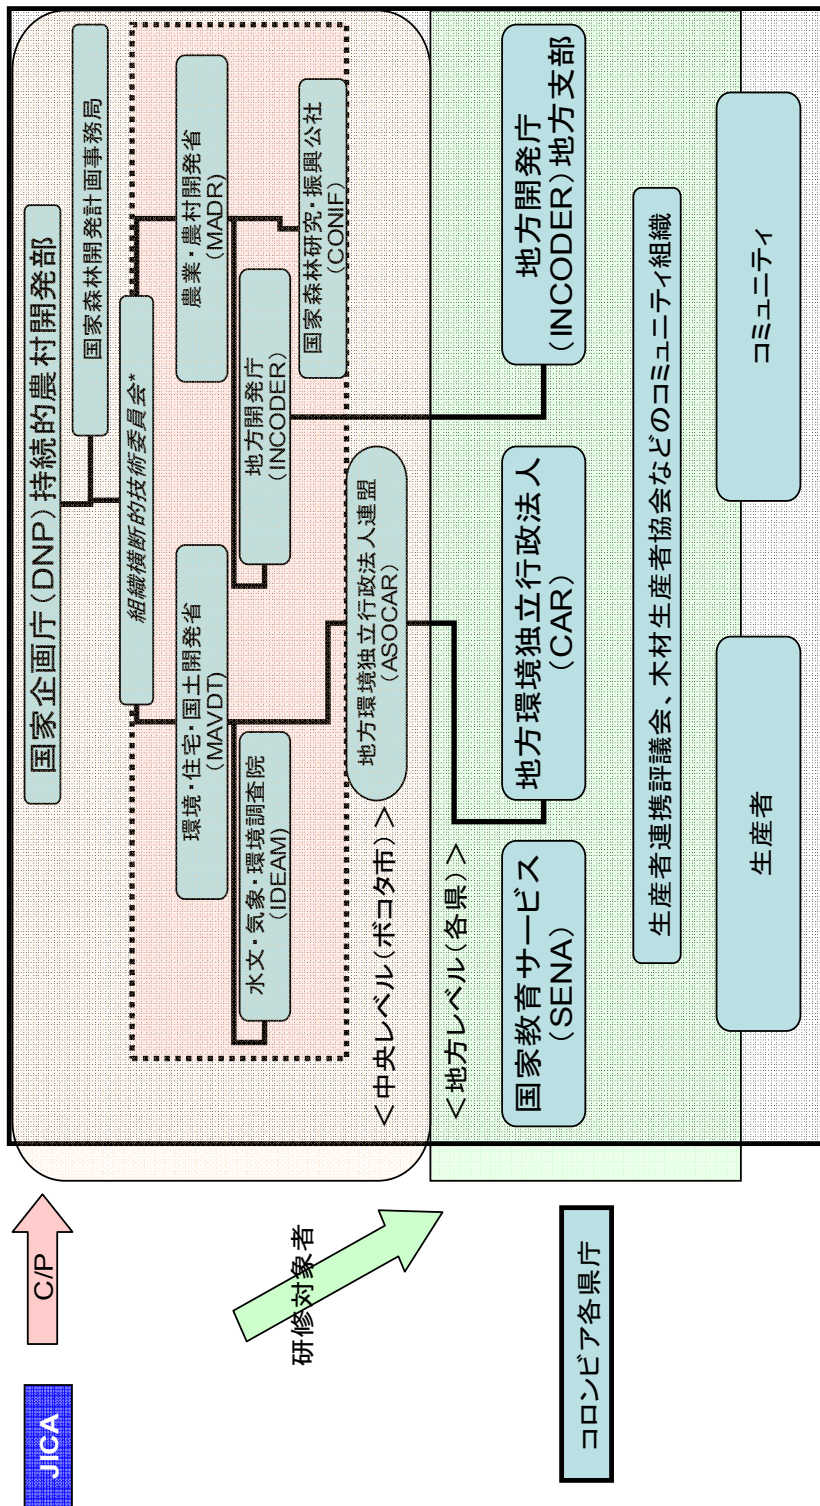 JICA
C/P
国家企画庁(DNP)持続的農村開発部
国家森林開発計画事務局
組織横断的技術委員会*
環境・住宅・国土開発省
(MAVDT)
農業・農村開発省
(MADR)
水文・気象・環境調査院
(IDEAM)
地方開発庁
(INCODER)
国家森林研究・振興公社
(CONIF)
地方環境独立行政法人連盟
(ASOCAR)
＜中央レベル(ボコタ市)＞
研修対象者
＜地方レベル(各県)＞
国家教育サービス
(SENA)
地方環境独立行政法人
(CAR)
地方開発庁
(INCODER)地方支部
コロンビア各県庁
生産者連携評議会、木材生産者協会などのコミュニティ組織
生産者
コミュニティ